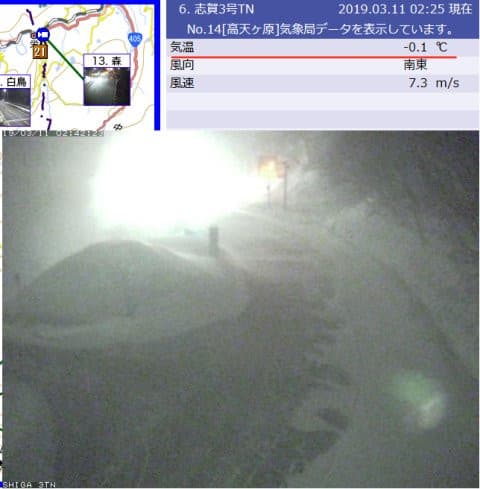 6. 志賀3号TN 2019.03.11 02:25 現在
No.14[高天ヶ原]気象局データを表示しています。
気温 -0.1 ℃
風向 南東
風速 7.3 m/s
405
21
13. 森
. 白鳥
/03/11 02:42:23
SHIGA 3TN